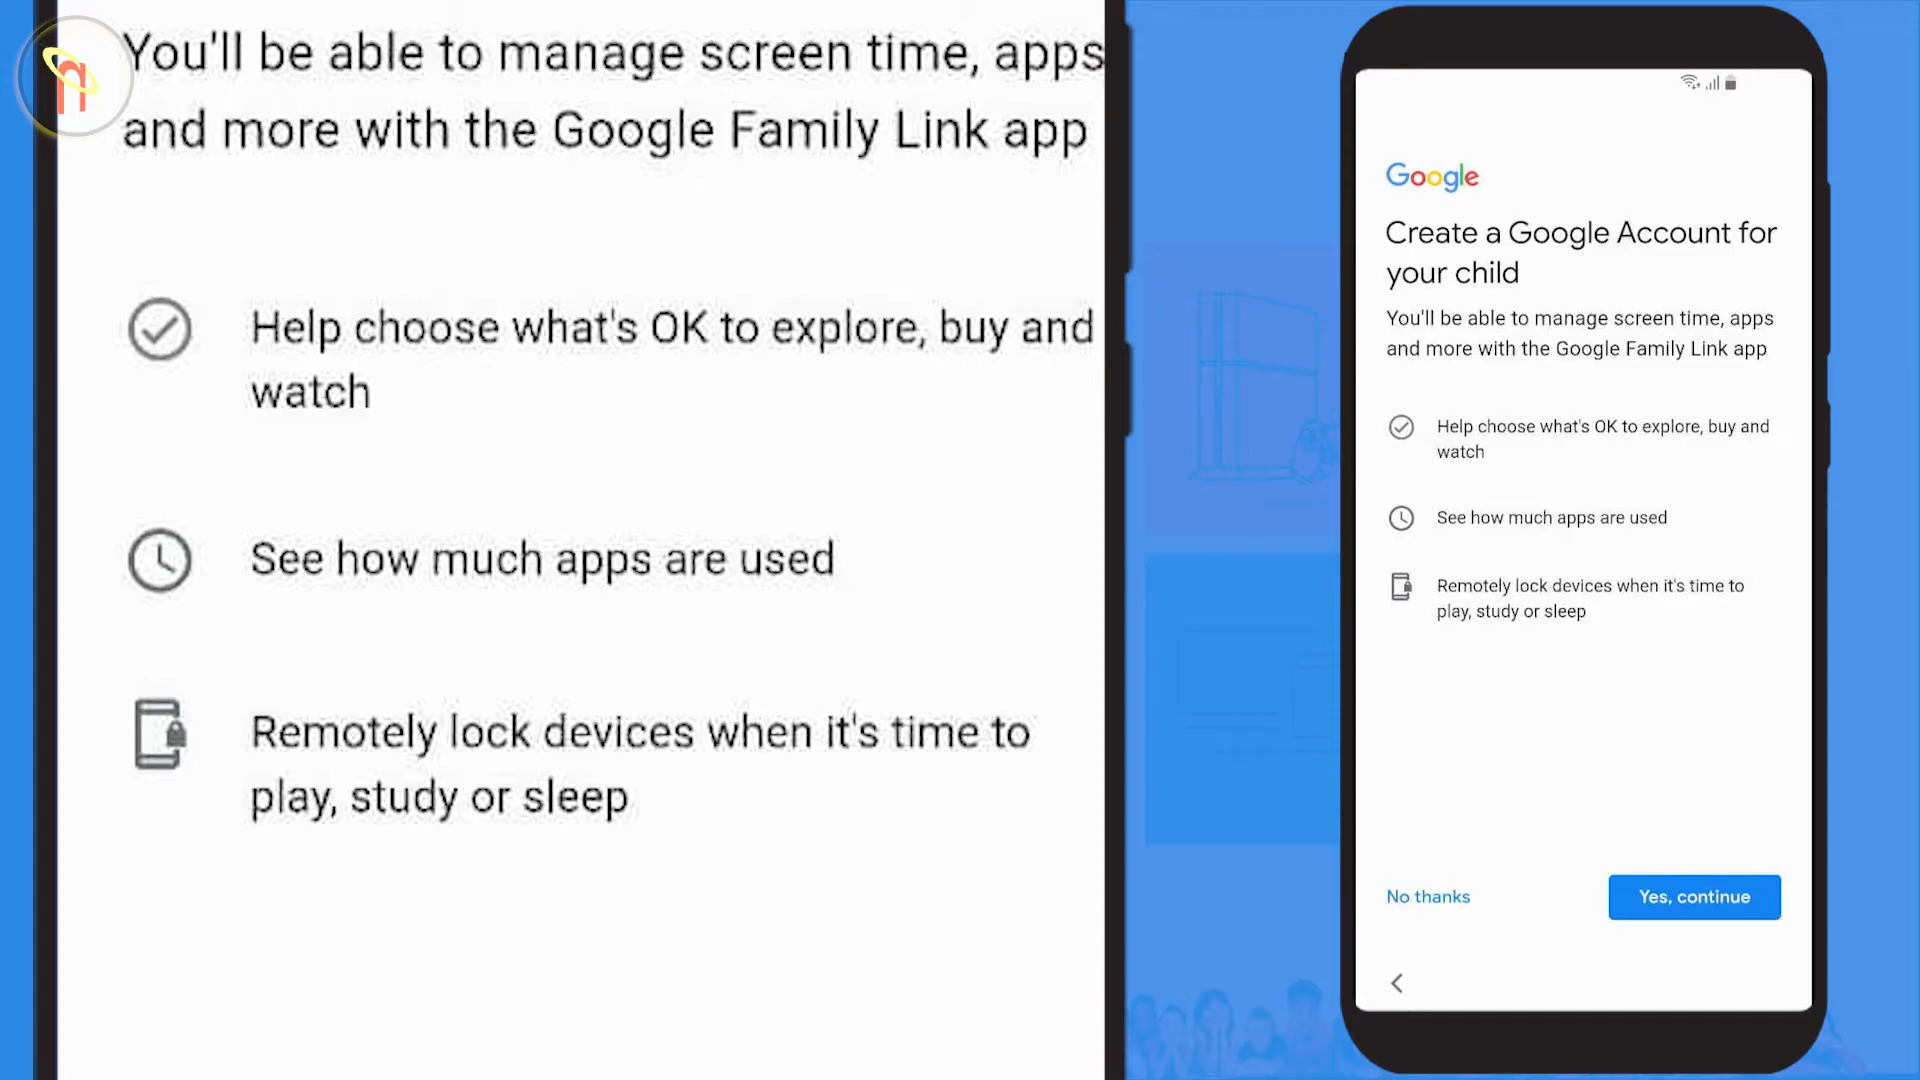 You'll be able to manage screen time, apps
and more with the Google Family Link app
Help choose what's OK to explore, buy and
watch
See how much apps are used
Remotely lock devices when it's time to
play, study or sleep
Google
Create a Google Account for
your child
You'll be able to manage screen time, apps
and more with the Google Family Link app
Help choose what's OK to explore, buy and
watch
See how much apps are used
Remotely lock devices when it's time to
play, study or sleep
No thanks
Yes, continue